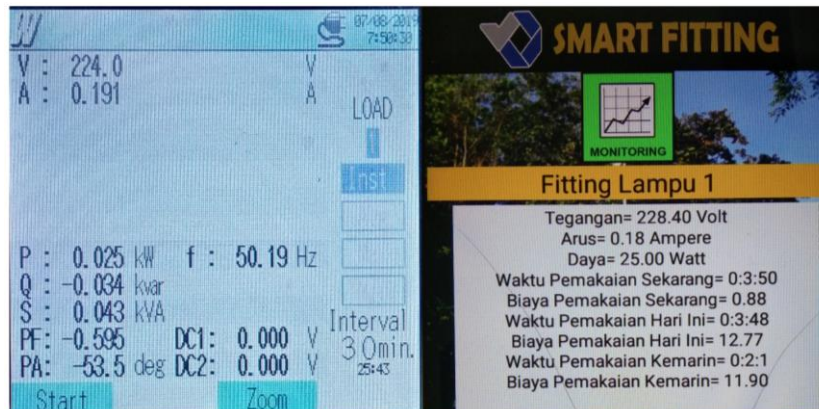 07/08/2019
7:50:30
V : 224.0 V
A : 0.191 A
LOAD
1
Inst
P : 0.025 kW f : 50.19 Hz
Q : -0.034 kvar
S : 0.043 kVA
PF: -0.595 DC1: 0.000 V
PA: -53.5 deg DC2: 0.000 V
Interval
30min.
25:43
Start Zoom
SMART FITTING
MONITORING
Fitting Lampu 1
Tegangan= 228.40 Volt
Arus= 0.18 Ampere
Daya= 25.00 Watt
Waktu Pemakaian Sekarang= 0:3:50
Biaya Pemakaian Sekarang= 0.88
Waktu Pemakaian Hari Ini= 0:3:48
Biaya Pemakaian Hari Ini= 12.77
Waktu Pemakaian Kemarin= 0:2:1
Biaya Pemakaian Kemarin= 11.90